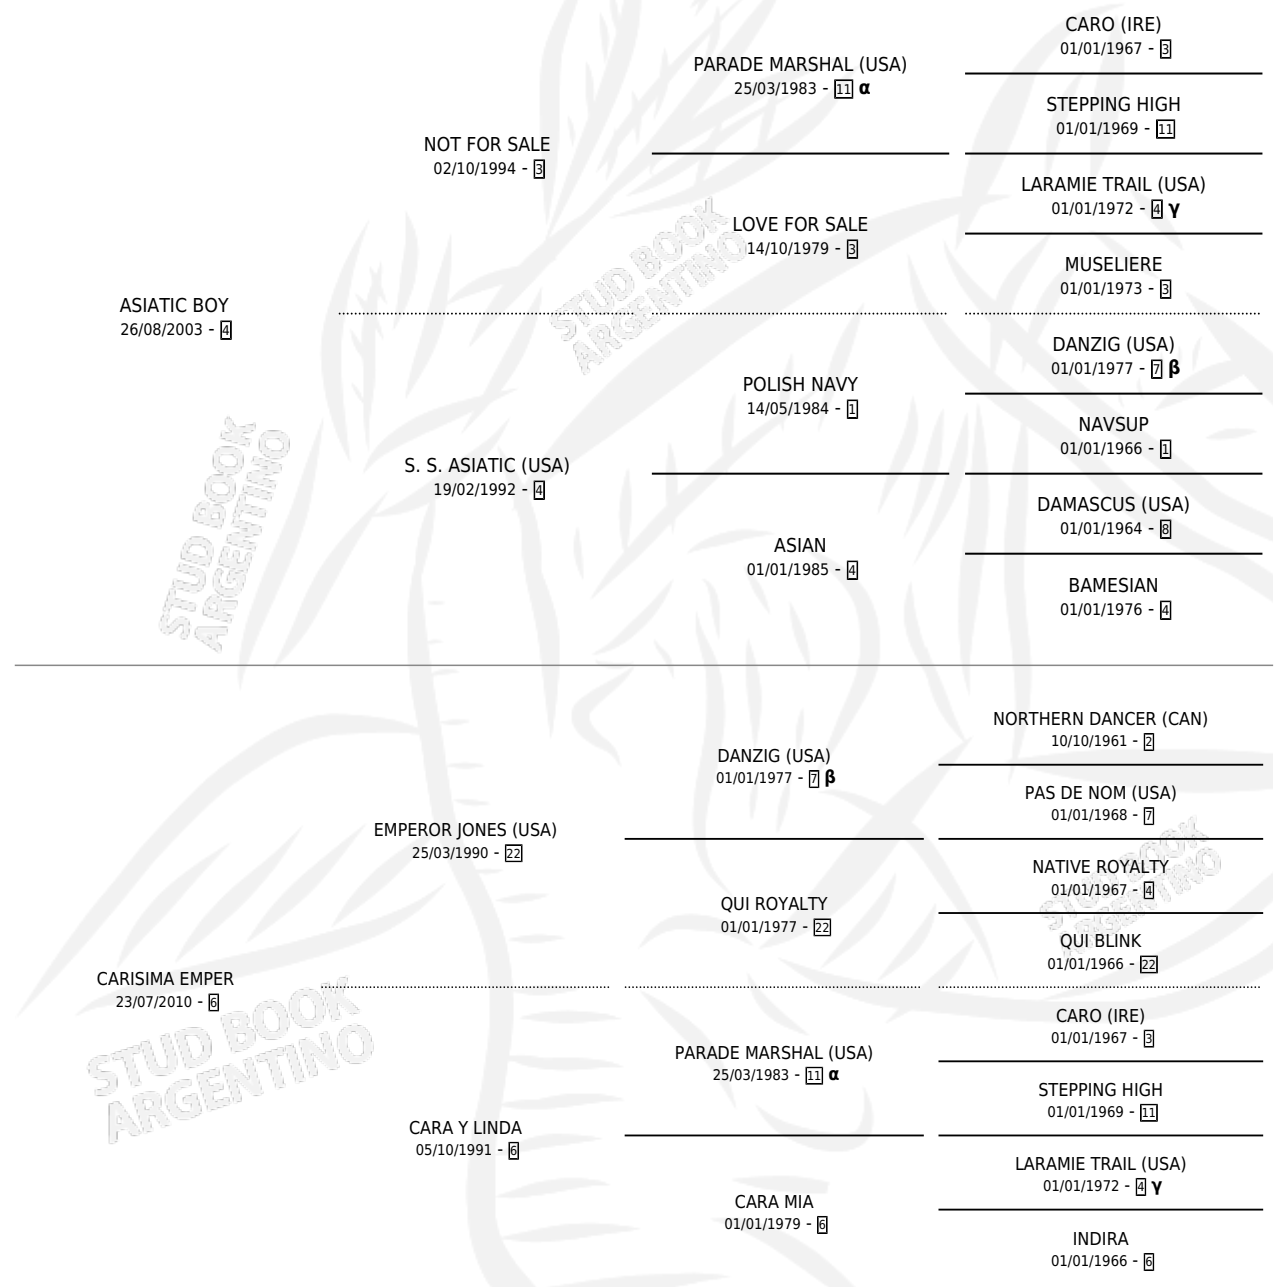 CARO (IRE)
01/01/1967 - 3
PARADE MARSHAL (USA)
25/03/1983 - 11 α
STEPPING HIGH
01/01/1969 - 11
NOT FOR SALE
02/10/1994 - 3
LARAMIE TRAIL (USA)
01/01/1972 - 4 γ
LOVE FOR SALE
14/10/1979 - 3
MUSELIERE
01/01/1973 - 3
ASIATIC BOY
26/08/2003 - 4
DANZIG (USA)
01/01/1977 - 7 β
POLISH NAVY
14/05/1984 - 1
NAVSUP
01/01/1966 - 1
S. S. ASIATIC (USA)
19/02/1992 - 4
DAMASCUS (USA)
01/01/1964 - 8
ASIAN
01/01/1985 - 4
BAMESIAN
01/01/1976 - 4
STUD BOOK
ARGENTINO
STUD BOOK
ARGENTINO
NORTHERN DANCER (CAN)
10/10/1961 - 2
DANZIG (USA)
01/01/1977 - 7 β
PAS DE NOM (USA)
01/01/1968 - 7
EMPEROR JONES (USA)
25/03/1990 - 22
NATIVE ROYALTY
01/01/1967 - 4
QUI ROYALTY
01/01/1977 - 22
QUI BLINK
01/01/1966 - 22
CARISIMA EMPER
23/07/2010 - 6
CARO (IRE)
01/01/1967 - 3
PARADE MARSHAL (USA)
25/03/1983 - 11 α
STEPPING HIGH
01/01/1969 - 11
CARA Y LINDA
05/10/1991 - 6
LARAMIE TRAIL (USA)
01/01/1972 - 4 γ
CARA MIA
01/01/1979 - 6
INDIRA
01/01/1966 - 6
STUD BOOK
ARGENTINO
STUD BOOK
ARGENTINO